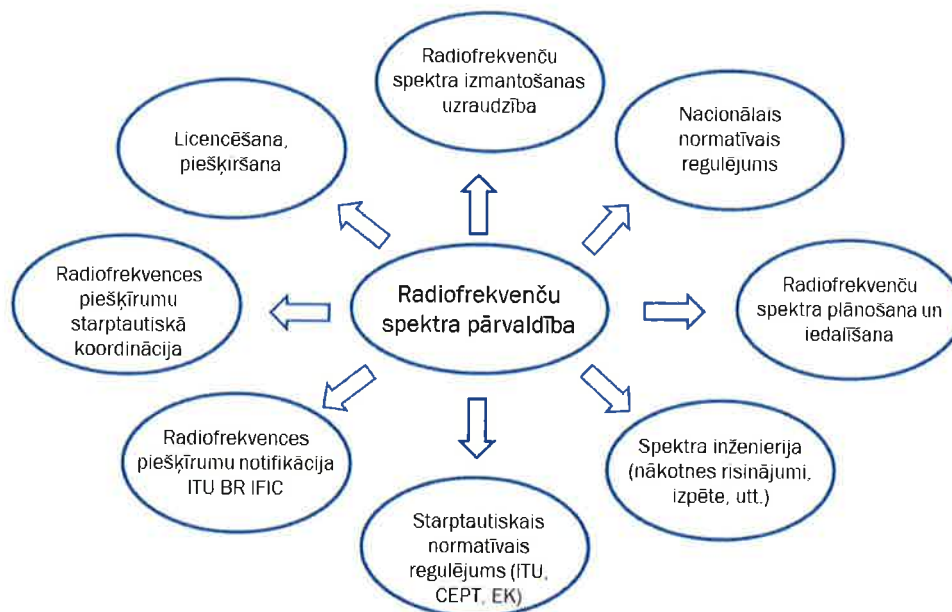 Radiofrekvenču
spektra izmantošanas
uzraudzība
Nacionālais
normatīvais
regulējums
Licencēšana,
piešķiršana
Radiofrekvences
piešķīrumu
starptautiskā
koordinācija
Radiofrekvenču
spektra pārvaldība
Radiofrekvenču
spektra plānošana un
iedalīšana
Radiofrekvences
piešķīrumu notifikācija
ITU BR IFIC
Spektra inženierija
(nākotnes risinājumi,
izpēte, utt.)
Starptautiskais
normatīvais
regulējums (ITU,
CEPT, EK)